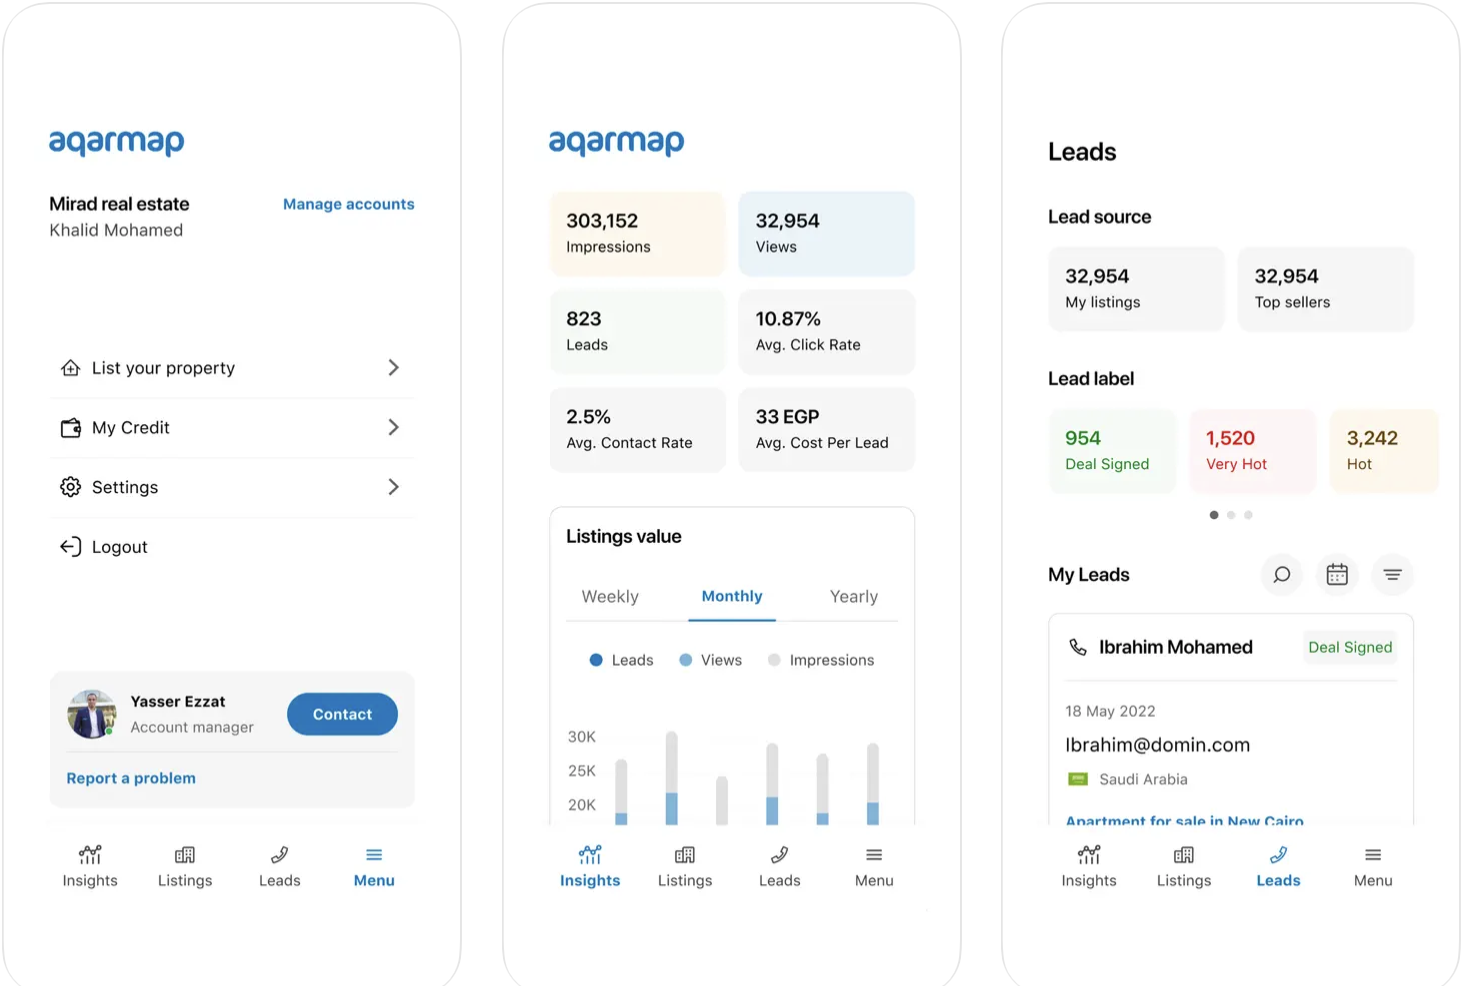 aqarmap
Mirad real estate
Manage accounts
Khalid Mohamed
List your property
My Credit
Settings
Logout
Yasser Ezzat
Account manager
Contact
Report a problem
Insights
Listings
Leads
Menu
aqarmap
303,152
Impressions
32,954
Views
823
Leads
10.87%
Avg. Click Rate
2.5%
Avg. Contact Rate
33 EGP
Avg. Cost Per Lead
Listings value
Weekly
Monthly
Yearly
Leads
Views
Impressions
30K
25K
20K
Insights
Listings
Leads
Menu
Leads
Lead source
32,954
My listings
32,954
Top sellers
Lead label
954
Deal Signed
1,520
Very Hot
3,242
Hot
My Leads
Ibrahim Mohamed
Deal Signed
18 May 2022
Ibrahim@domin.com
Saudi Arabia
Apartment for sale in New Cairo
Insights
Listings
Leads
Menu